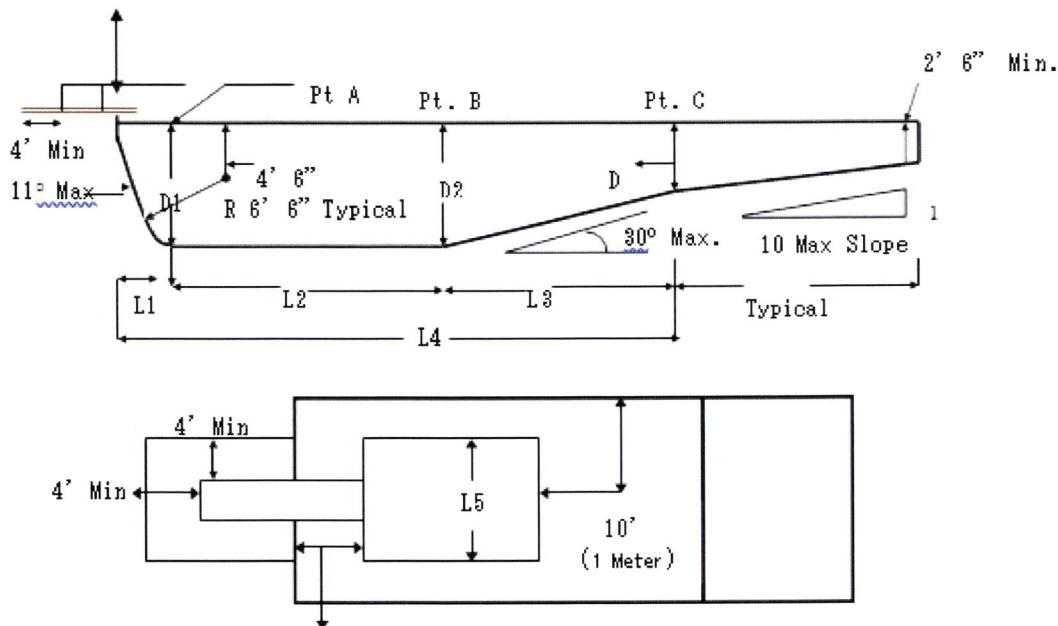 2' 6" Min.
Pt A
Pt. B
Pt. C
4' Min
11° Max
D1
4' 6"
R 6' 6" Typical
D2
D
30° Max.
1
10 Max Slope
L1
L2
L3
Typical
L4
4' Min
4' Min
L5
10'
(1 Meter)